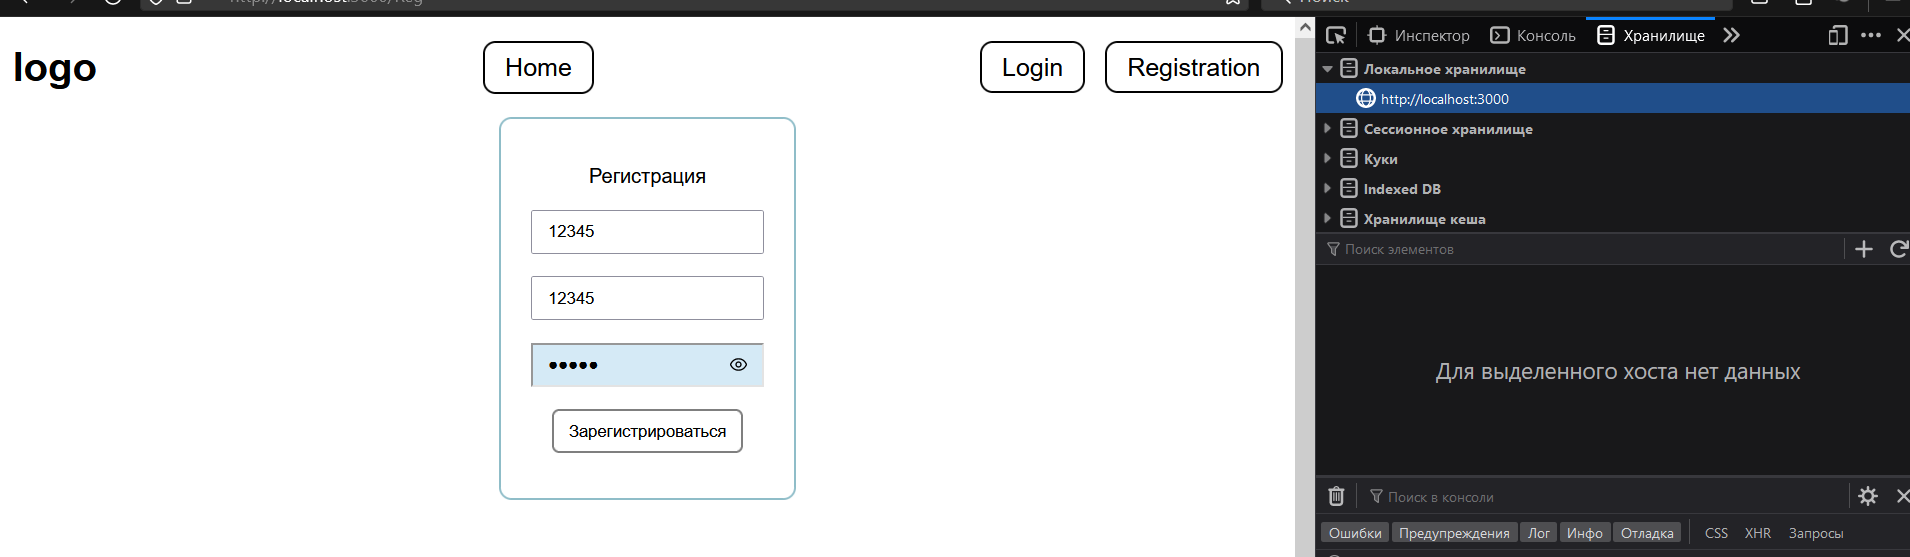 logo
Home
Login
Registration
Регистрация
12345
12345
•••••
Зарегистрироваться
Инспектор
Консоль
Хранилище
Локальное хранилище
http://localhost:3000
Сессионное хранилище
Куки
Indexed DB
Хранилище кеша
Поиск элементов
Для выделенного хоста нет данных
Поиск в консоли
Ошибки Предупреждения Лог Инфо Отладка CSS XHR Запросы